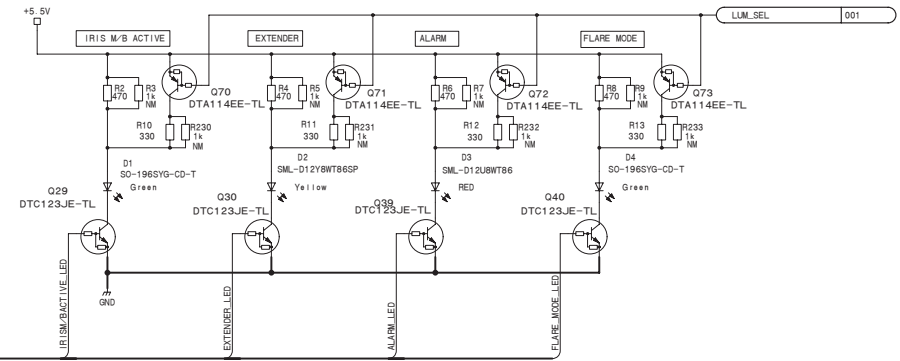 +5.5V
LUM_SEL 001
IRIS M/B ACTIVE
EXTENDER
ALARM
FLARE MODE
R2
470
R3
1k
NM
Q70
DTA114EE-TL
R4
470
R5
1k
NM
Q71
DTA114EE-TL
R6
470
R7
1k
NM
Q72
DTA114EE-TL
R8
470
R9
1k
NM
Q73
DTA114EE-TL
R10
330
R230
1k
NM
R11
330
R231
1k
NM
R12
330
R232
1k
NM
R13
330
R233
1k
NM
D1
SO-196SYG-CD-T
Green
D2
SML-D12Y8WT86SP
Yellow
D3
SML-D12U8WT86
RED
D4
SO-196SYG-CD-T
Green
Q29
DTC123JE-TL
Q30
DTC123JE-TL
Q39
DTC123JE-TL
Q40
DTC123JE-TL
GND
IRISM/BACTIVE_LED
EXTENDER_LED
ALARM_LED
FLARE_MODE_LED